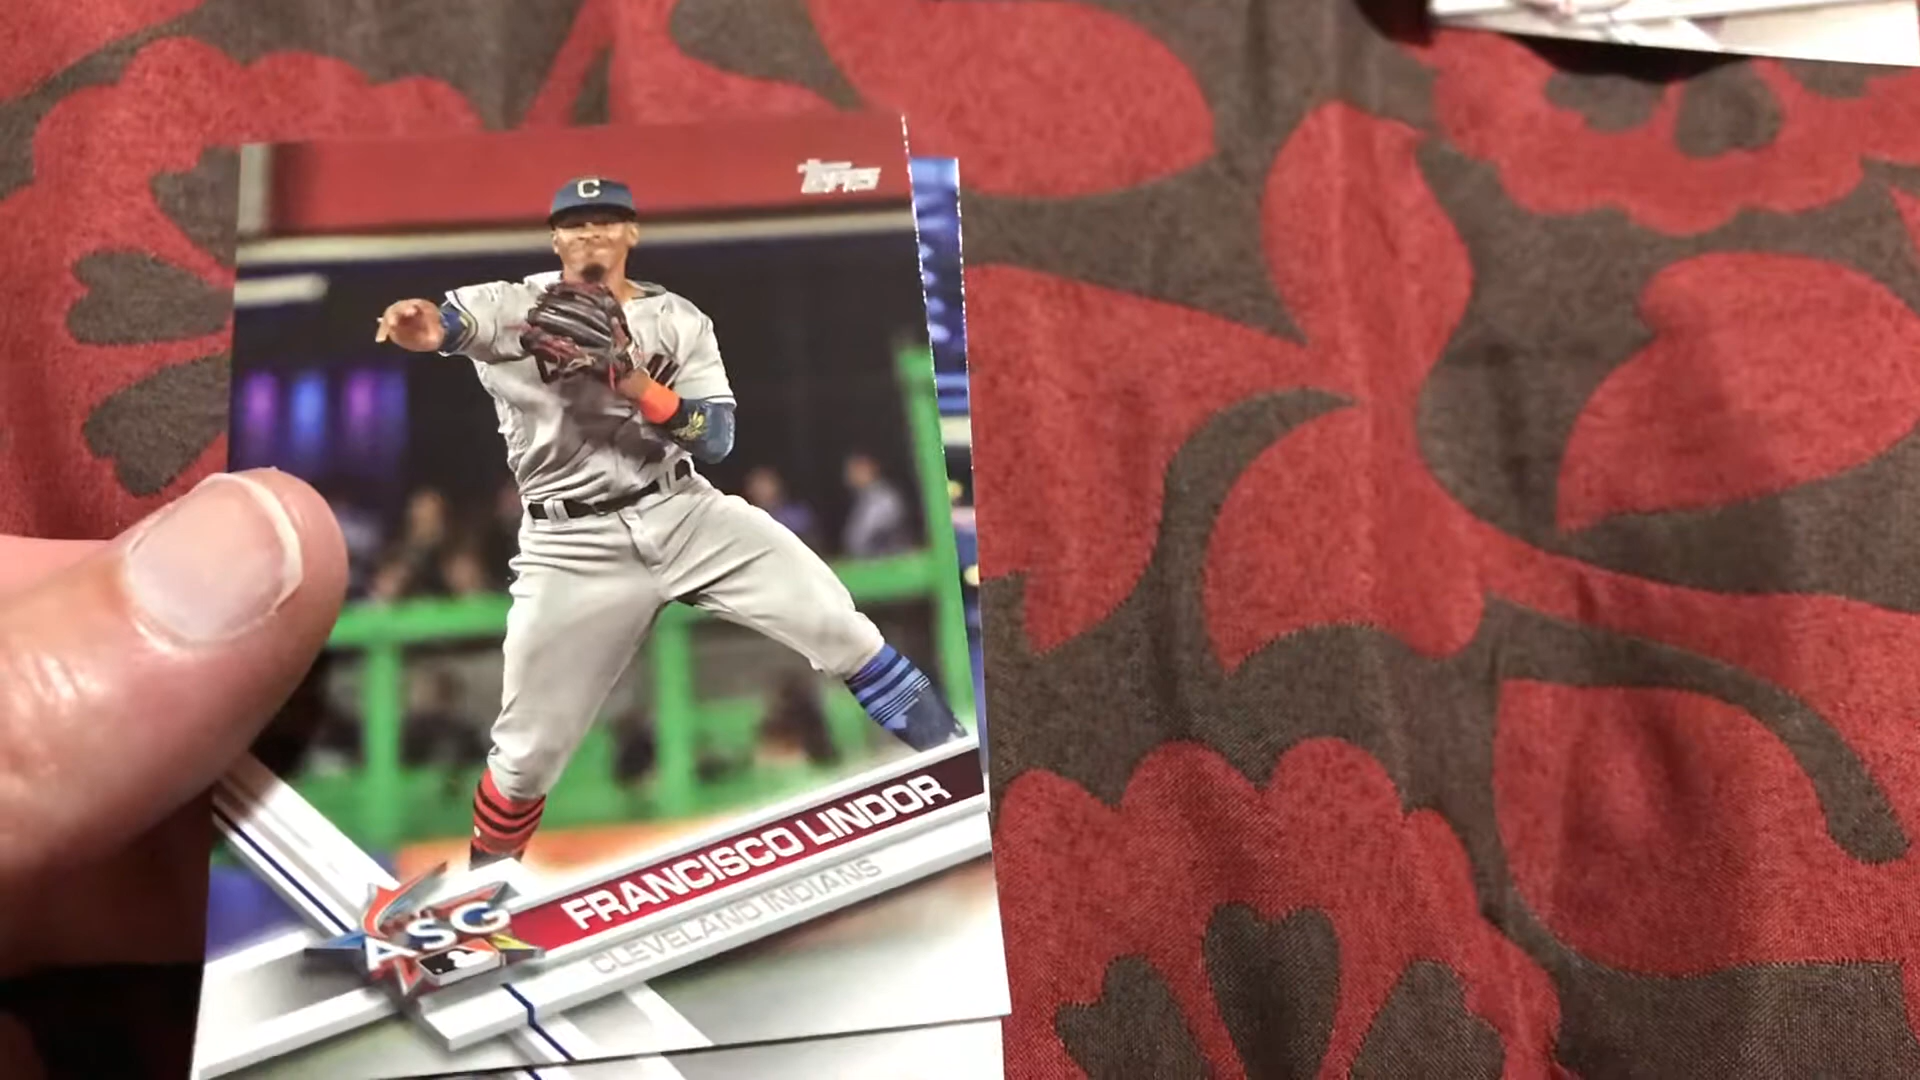 C
Topps
FRANCISCO LINDOR
CLEVELAND INDIANS
ASG